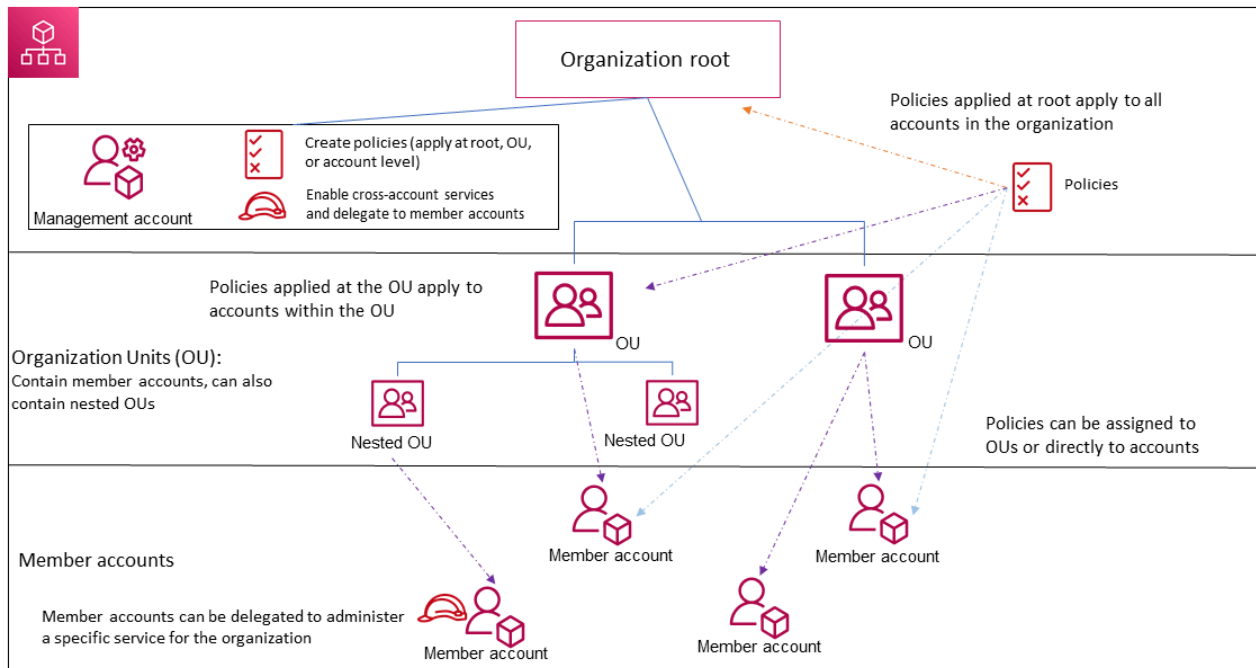 Organization root
Policies applied at root apply to all
accounts in the organization
Create policies (apply at root, OU,
or account level)
Enable cross-account services
and delegate to member accounts
Management account
Policies
Policies applied at the OU apply to
accounts within the OU
OU
OU
Organization Units (OU):
Contain member accounts, can also
contain nested OUs
Nested OU
Nested OU
Policies can be assigned to
OUs or directly to accounts
Member account
Member account
Member accounts
Member accounts can be delegated to administer
a specific service for the organization
Member account
Member account